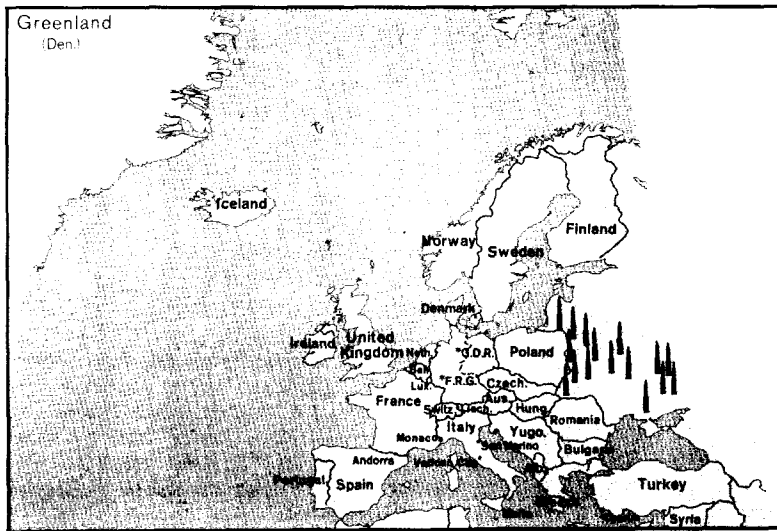 Greenland
(Den.)
Iceland
Norway
Sweden
Finland
Denmark
Ireland
United
Kingdom
Neth.
G.D.R.
Poland
Bel.
Lux.
F.R.G.
Czech.
France
Switz.
Liech.
Aus.
Hung.
Romania
Italy
Yugo.
Monaco
San Marino
Bulgaria
Andorra
Vatican City
Portugal
Spain
Turkey
Syria